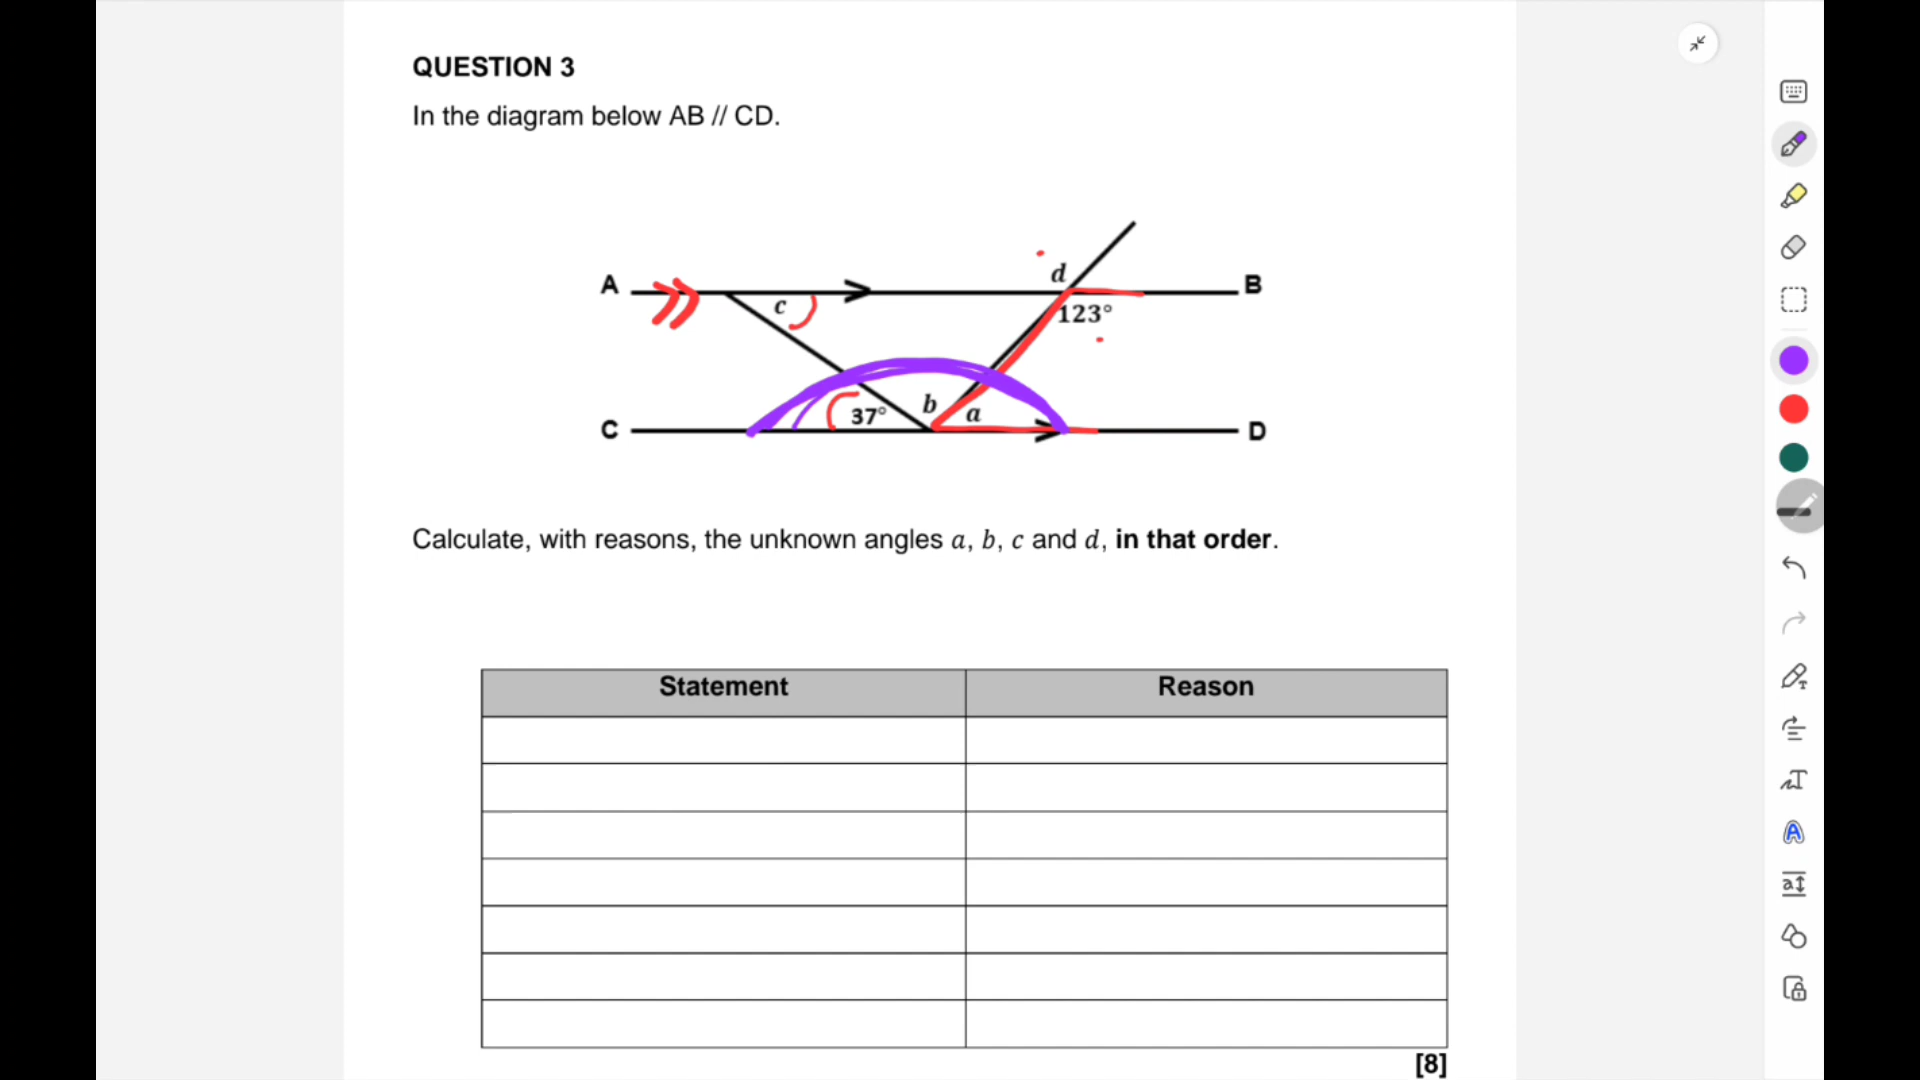 QUESTION 3
In the diagram below AB // CD.
A c d B
123°
C 37° b a D
Calculate, with reasons, the unknown angles a, b, c and d, in that order.
Statement Reason
[8]